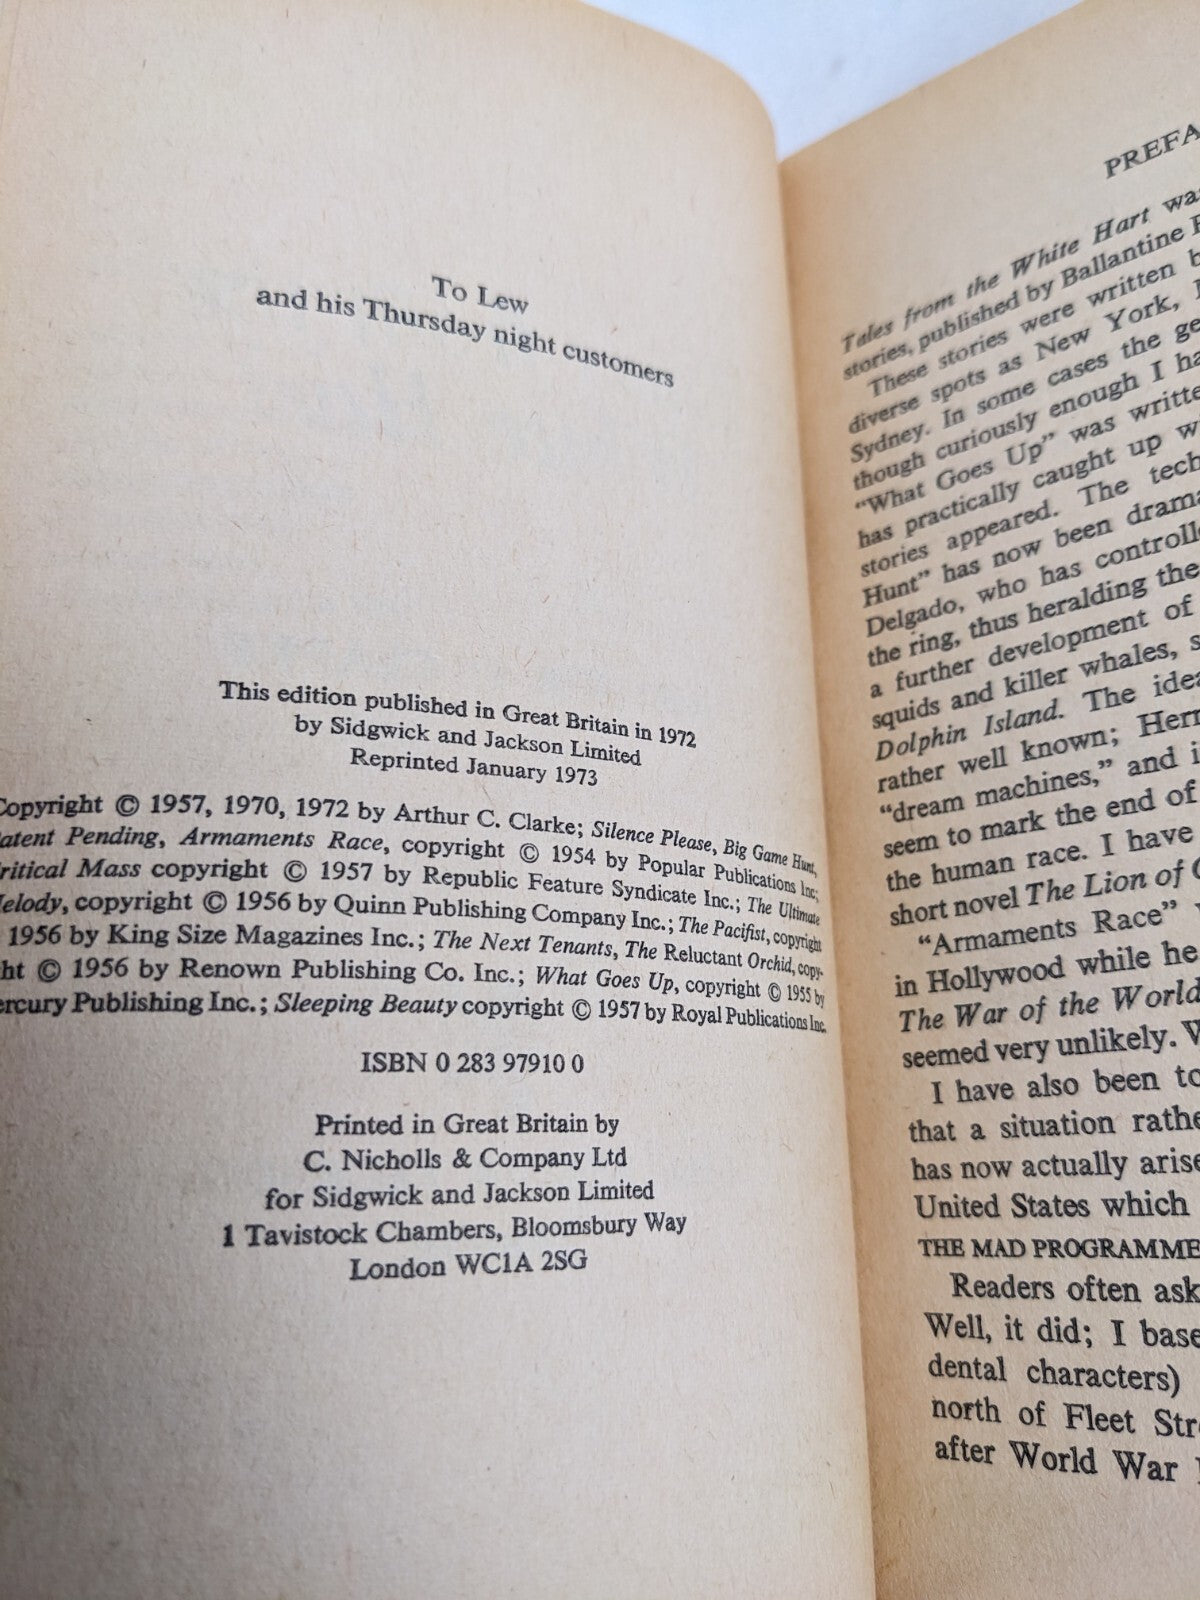 To Lew
and his Thursday night customers
This edition published in Great Britain in 1972
by Sidgwick and Jackson Limited
Reprinted January 1973
Copyright © 1957, 1970, 1972 by Arthur C. Clarke; Silence Please, Big Game Hunt,
Patent Pending, Armaments Race, copyright © 1954 by Popular Publications Inc;
Critical Mass copyright © 1957 by Republic Feature Syndicate Inc.; The Ultimate
Melody, copyright © 1956 by Quinn Publishing Company Inc.; The Pacifist, copyright
1956 by King Size Magazines Inc.; The Next Tenants, The Reluctant Orchid, copy-
ht © 1956 by Renown Publishing Co. Inc.; What Goes Up, copyright © 1955 by
ercury Publishing Inc.; Sleeping Beauty copyright © 1957 by Royal Publications Inc.
ISBN 0 283 97910 0
Printed in Great Britain by
C. Nicholls & Company Ltd
for Sidgwick and Jackson Limited
1 Tavistock Chambers, Bloomsbury Way
London WC1A 2SG
PREFA
Tales from the White Hart was
stories, published by Ballantine
These stories were written b
diverse spots as New York,
Sydney. In some cases the ge
though curiously enough I ha
"What Goes Up" was writte
has practically caught up w
stories appeared. The tech
Hunt" has now been drama
Delgado, who has controll
the ring, thus heralding the
a further development of
squids and killer whales, s
Dolphin Island. The idea
rather well known; Herm
"dream machines," and i
seem to mark the end of
the human race. I have
short novel The Lion of C
"Armaments Race"
in Hollywood while he
The War of the World
seemed very unlikely.
I have also been to
that a situation rathe
has now actually arise
United States which
THE MAD PROGRAMME
Readers often ask
Well, it did; I base
dental characters)
north of Fleet Stre
after World War